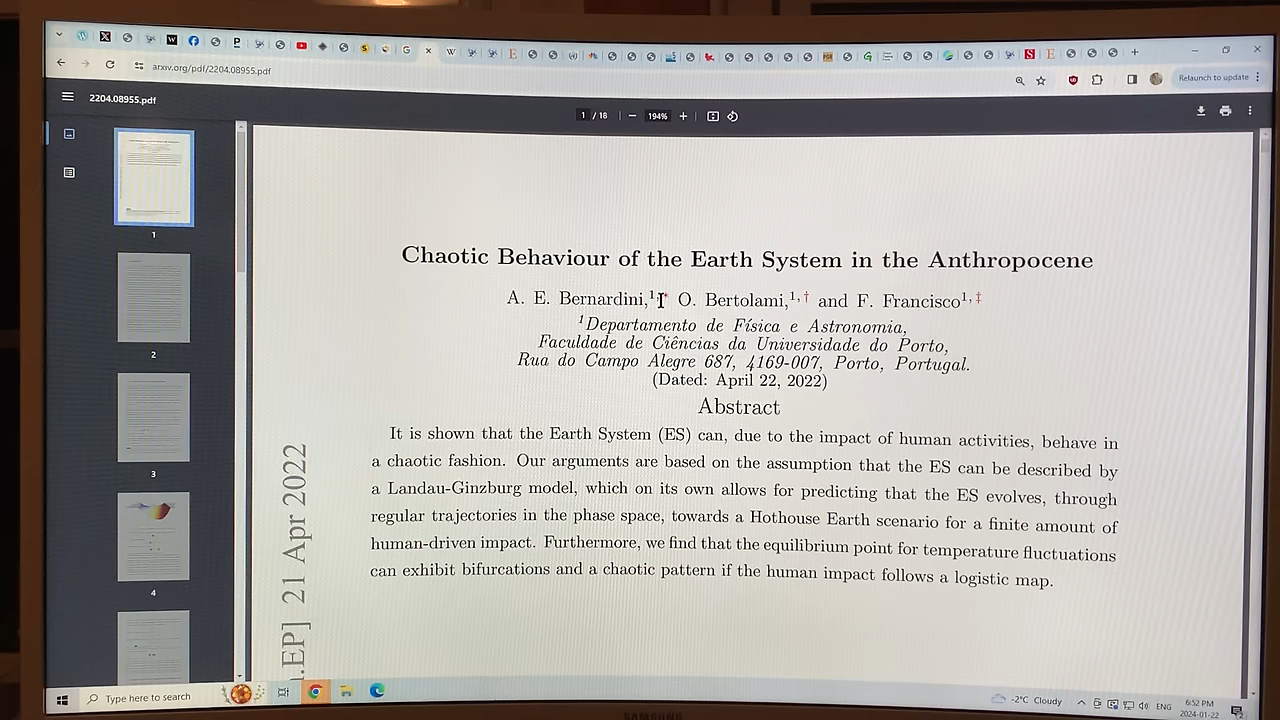 arxiv.org/pdf/2204.08955.pdf
Relaunch to update
2204.08955.pdf
1 / 18
194%
1
2
3
4
Chaotic Behaviour of the Earth System in the Anthropocene
A. E. Bernardini,¹,* O. Bertolami,¹,† and F. Francisco¹,‡
¹Departamento de Física e Astronomia,
Faculdade de Ciências da Universidade do Porto,
Rua do Campo Alegre 687, 4169-007, Porto, Portugal.
(Dated: April 22, 2022)
Abstract
It is shown that the Earth System (ES) can, due to the impact of human activities, behave in
a chaotic fashion. Our arguments are based on the assumption that the ES can be described by
a Landau-Ginzburg model, which on its own allows for predicting that the ES evolves, through
regular trajectories in the phase space, towards a Hothouse Earth scenario for a finite amount of
human-driven impact. Furthermore, we find that the equilibrium point for temperature fluctuations
can exhibit bifurcations and a chaotic pattern if the human impact follows a logistic map.
.EP] 21 Apr 2022
Type here to search
-2°C Cloudy
ENG
6:52 PM
2024-01-22
SAMSUNG